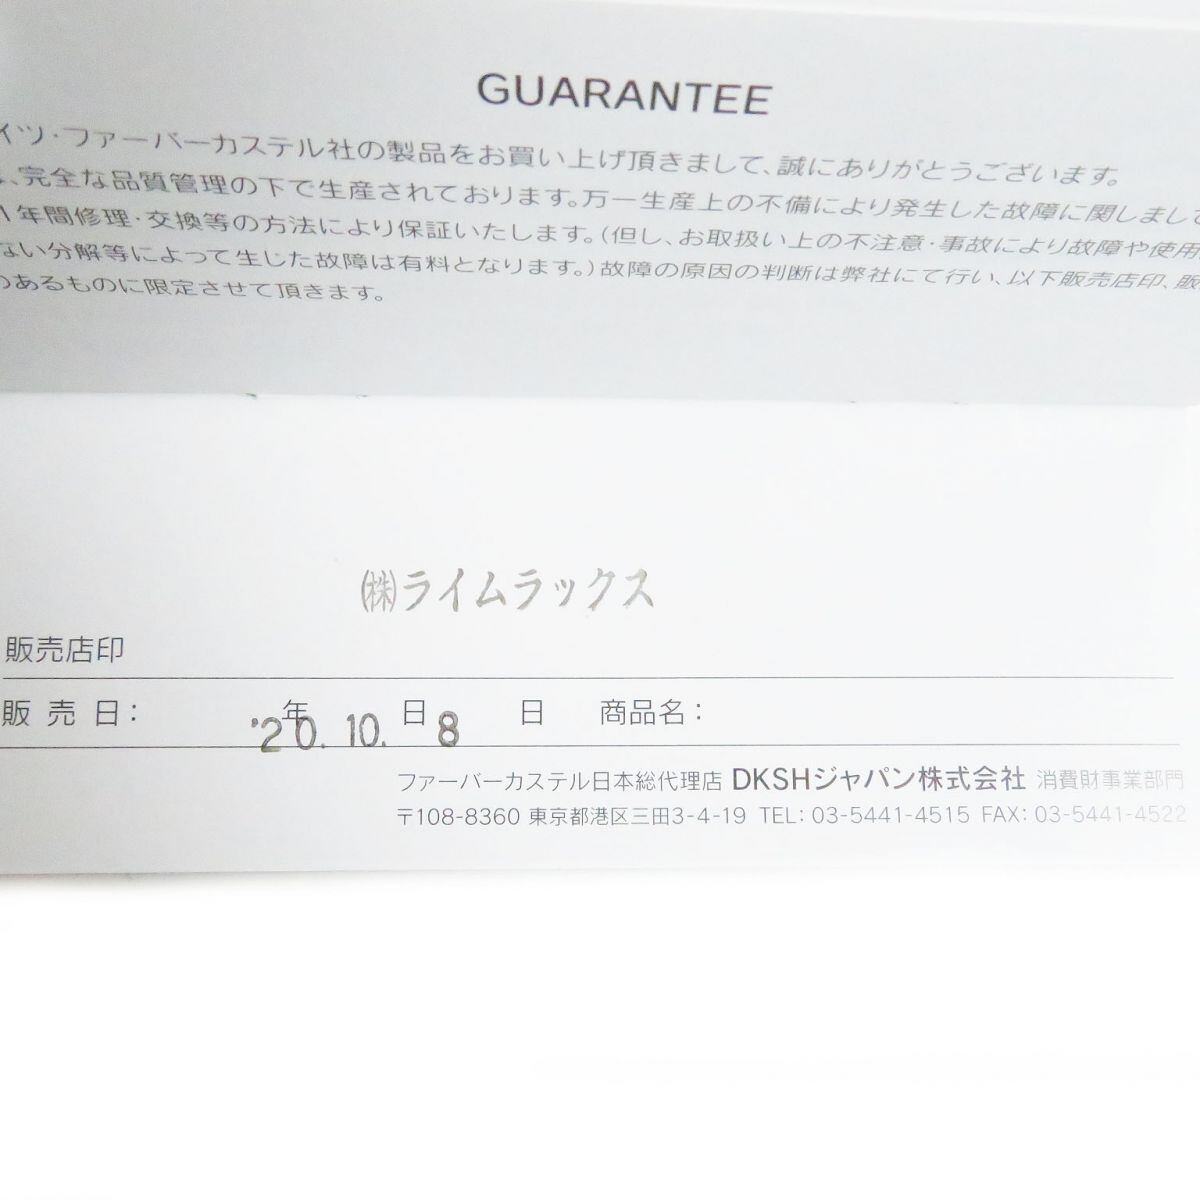 GUARANTEE
イツ・ファーバーカステル社の製品をお買い上げ頂きまして、誠にありがとうございます。
、完全な品質管理の下で生産されております。万一生産上の不備により発生した故障に関しまして
1年間修理・交換等の方法により保証いたします。(但し、お取扱い上の不注意・事故により故障や使用
ない分解等によって生じた故障は有料となります。)故障の原因の判断は弊社にて行い、以下販売店印、販
のあるものに限定させて頂きます。
㈱ライムラックス
販売店印
販 売 日: 年 日 日 商品名:
'20. 10. 8
ファーバーカステル日本総代理店 DKSHジャパン株式会社 消費財事業部門
〒108-8360 東京都港区三田3-4-19 TEL: 03-5441-4515 FAX: 03-5441-4522